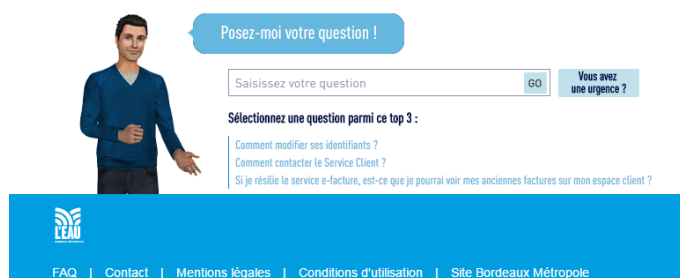 Posez-moi votre question !
Saisissez votre question
GO
Vous avez
une urgence ?
Sélectionnez une question parmi ce top 3 :
Comment modifier ses identifiants ?
Comment contacter le Service Client ?
Si je résilie le service e-facture, est-ce que je pourrai voir mes anciennes factures sur mon espace client ?
L'EAU
BORDEAUX MÉTROPOLE
FAQ | Contact | Mentions légales | Conditions d'utilisation | Site Bordeaux Métropole